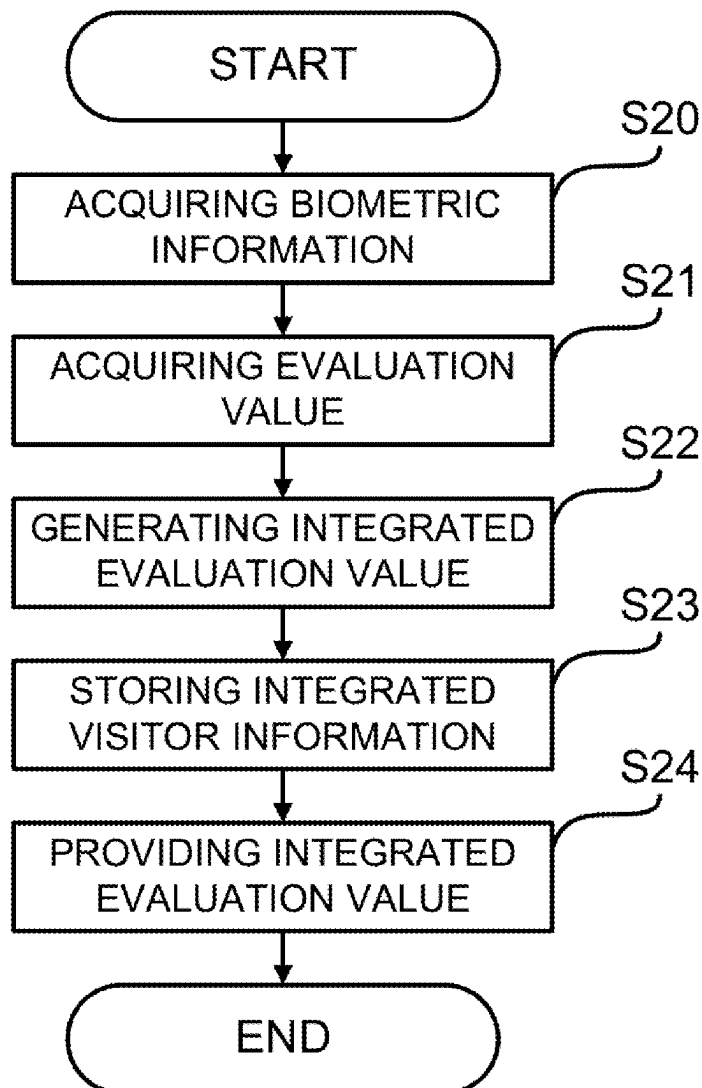 START
S20
ACQUIRING BIOMETRIC
INFORMATION
S21
ACQUIRING EVALUATION
VALUE
S22
GENERATING INTEGRATED
EVALUATION VALUE
S23
STORING INTEGRATED
VISITOR INFORMATION
S24
PROVIDING INTEGRATED
EVALUATION VALUE
END